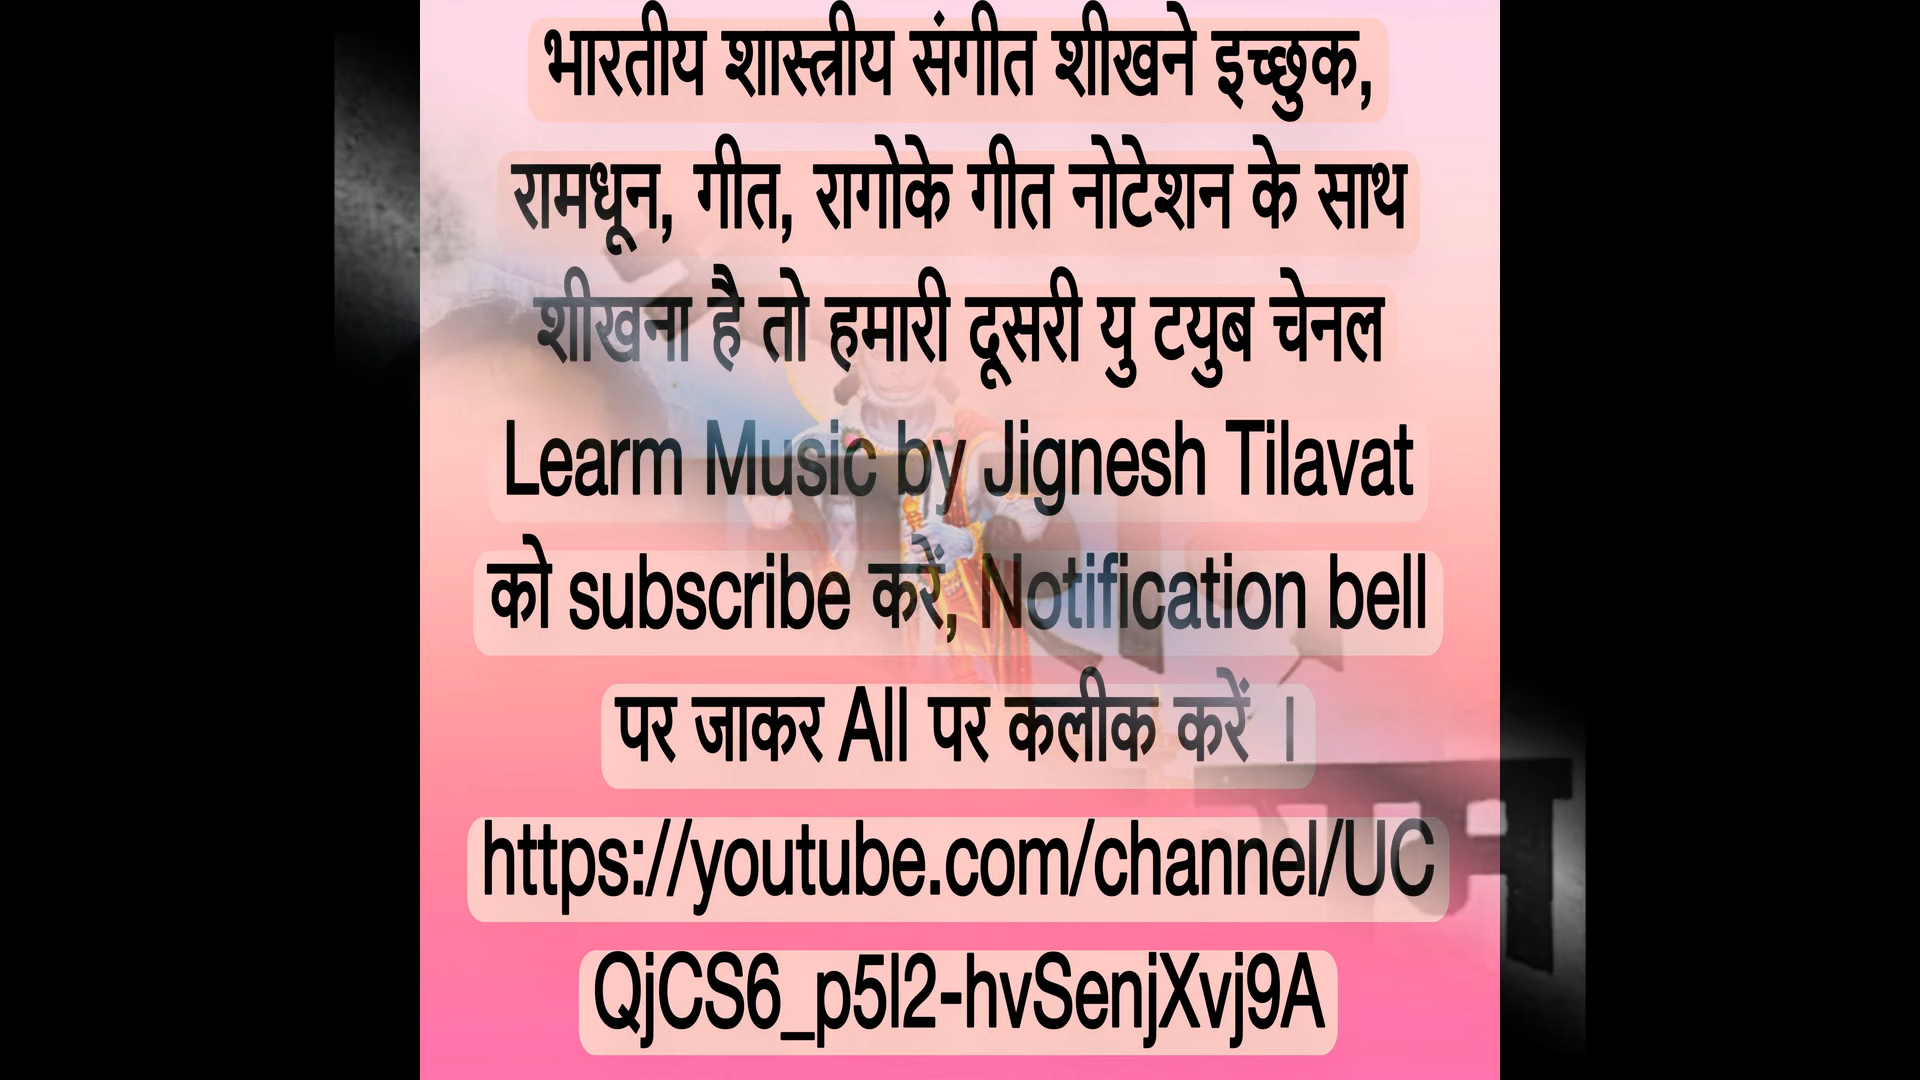 भारतीय शास्त्रीय संगीत शीखने इच्छुक,
रामधून, गीत, रागोके गीत नोटेशन के साथ
शीखना है तो हमारी दूसरी यु टयुब चेनल
Learm Music by Jignesh Tilavat
को subscribe करें, Notification bell
पर जाकर All पर कलीक करें ।
https://youtube.com/channel/UC
QjCS6_p5l2-hvSenjXvj9A